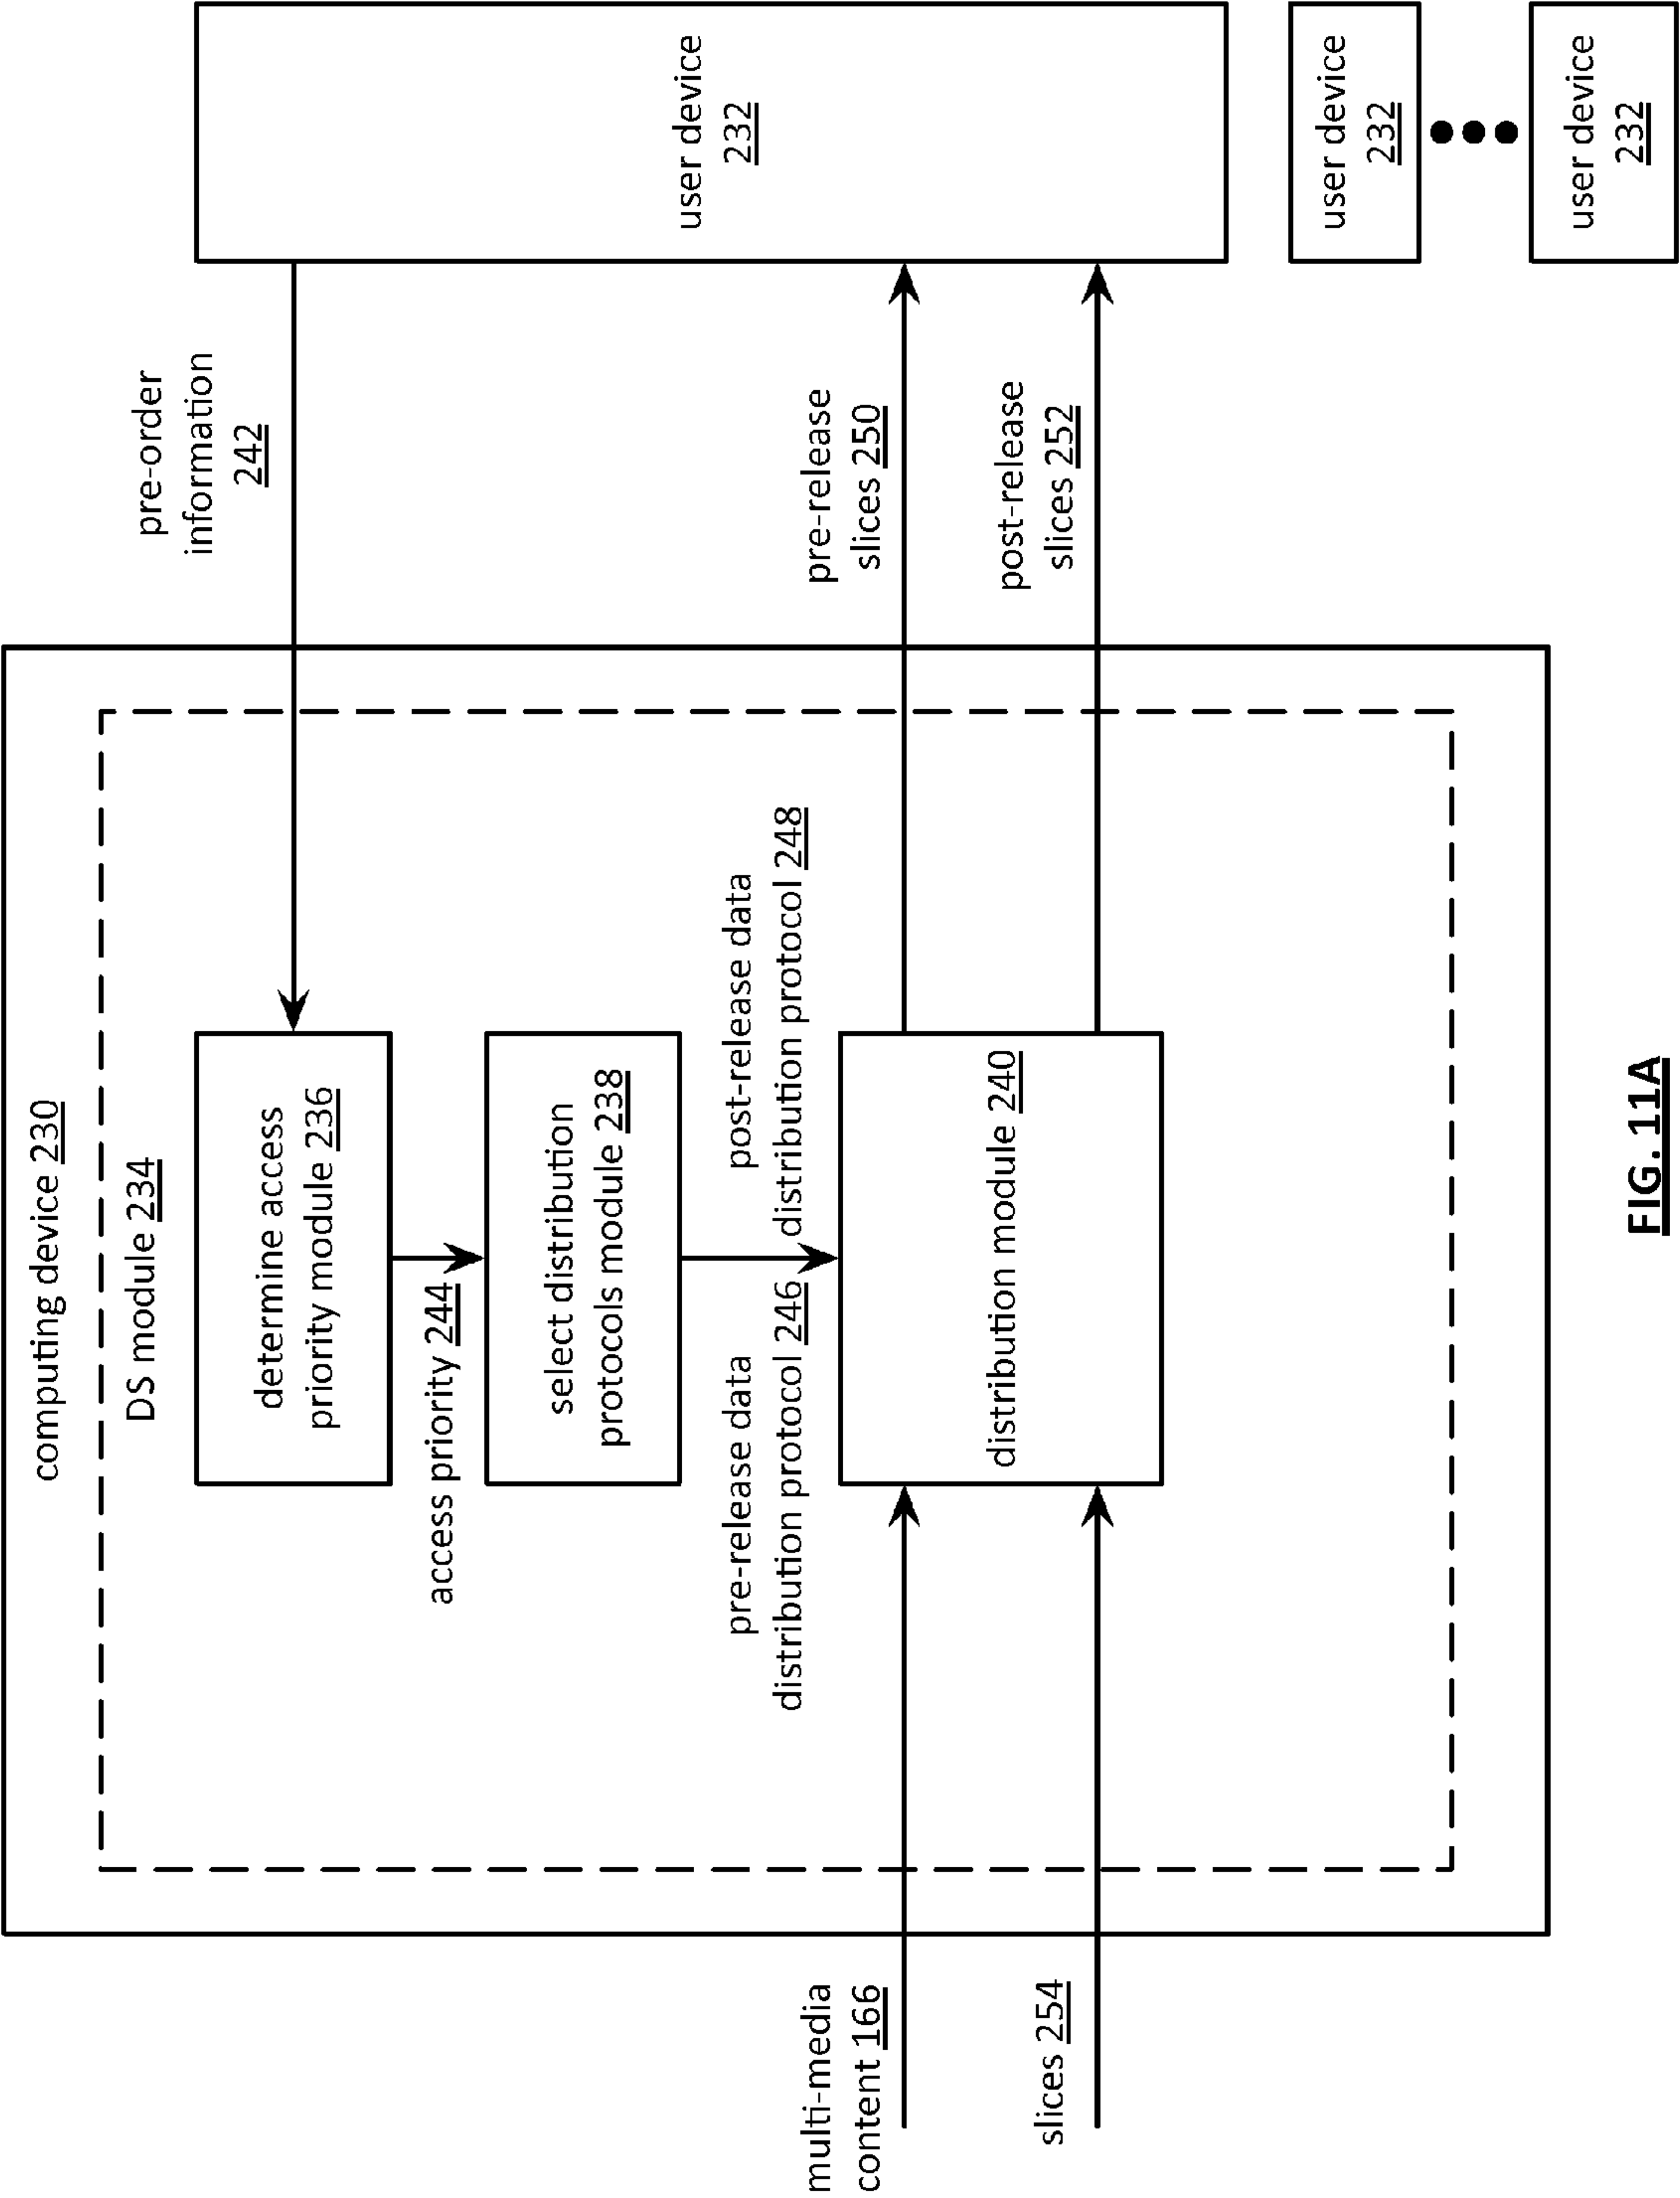 computing device 230
DS module 234
determine access
priority module 236
access priority 244
select distribution
protocols module 238
pre-release data
distribution protocol 246
post-release data
distribution protocol 248
distribution module 240
multi-media
content 166
slices 254
pre-order
information
242
pre-release
slices 250
post-release
slices 252
user device
232
user device
232
user device
232
FIG. 11A